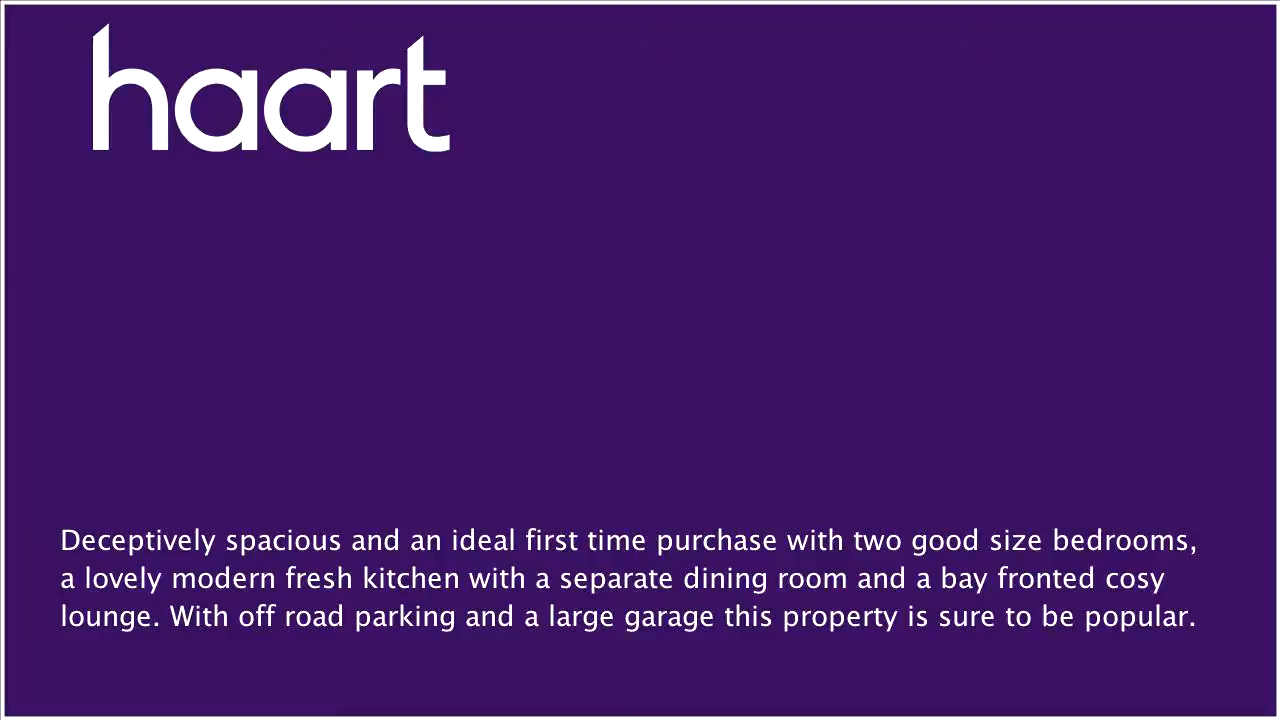 haart
Deceptively spacious and an ideal first time purchase with two good size bedrooms,
a lovely modern fresh kitchen with a separate dining room and a bay fronted cosy
lounge. With off road parking and a large garage this property is sure to be popular.